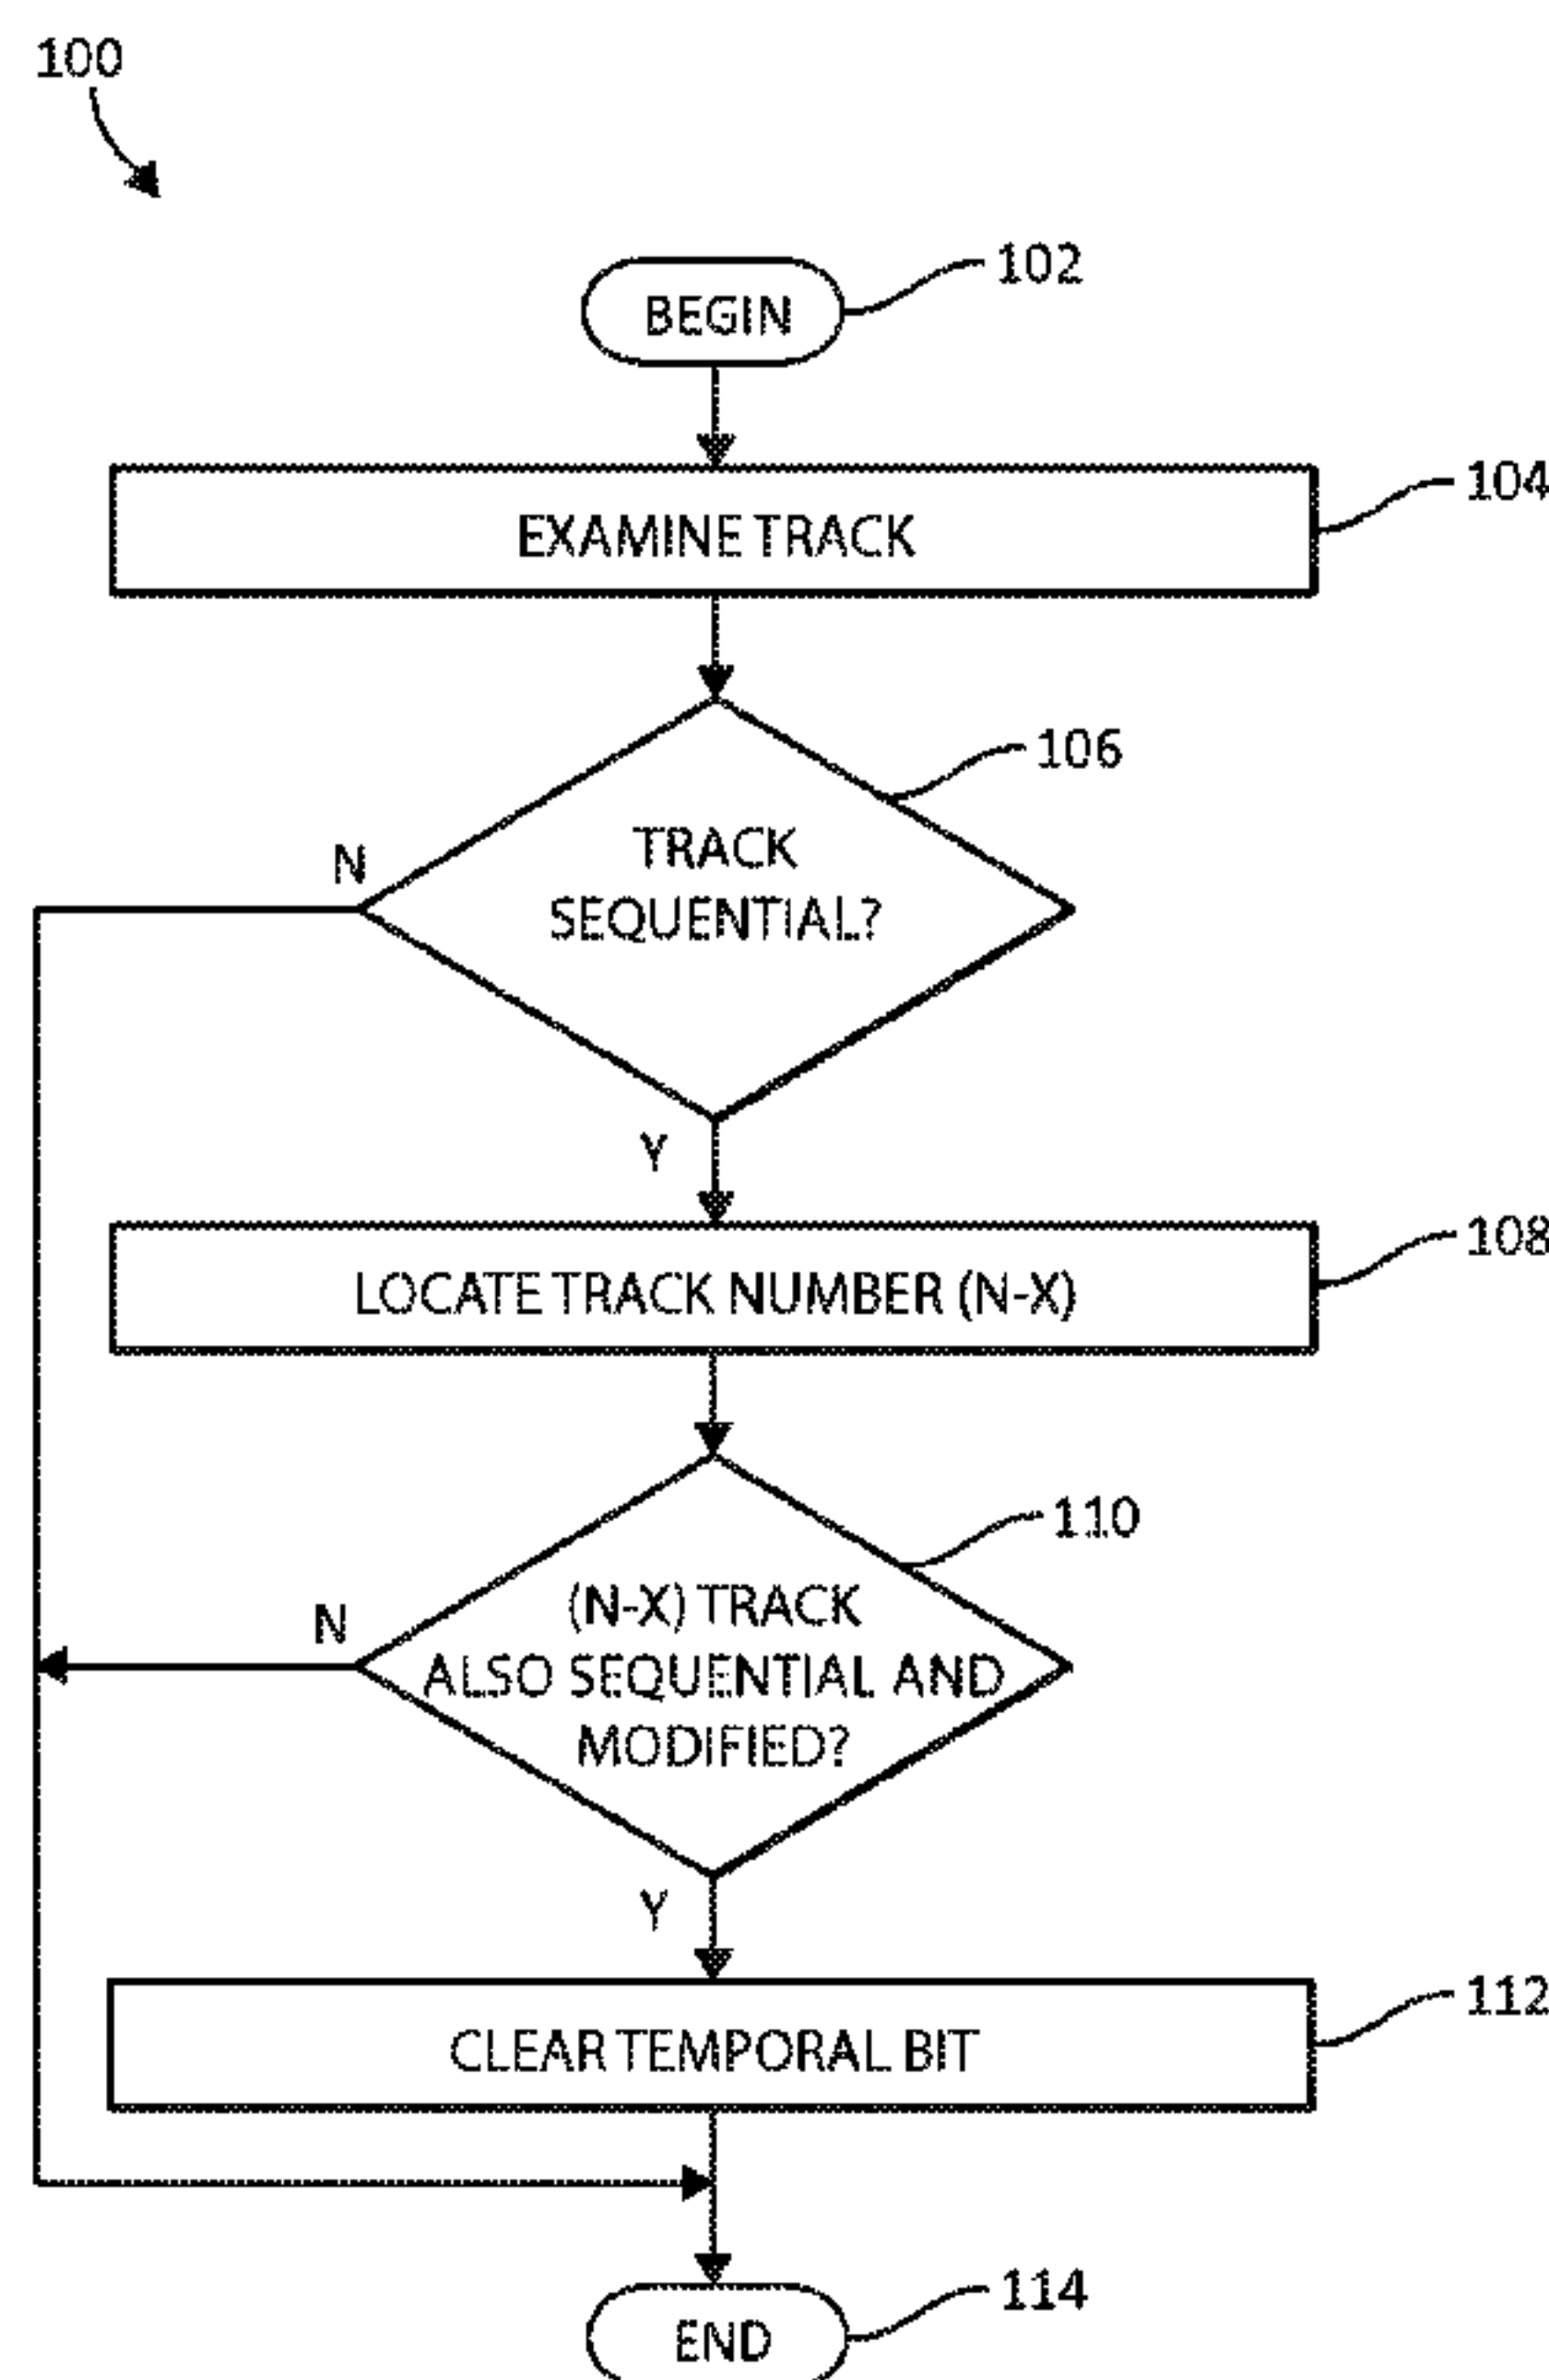 100
102
BEGIN
104
EXAMINE TRACK
106
TRACK
SEQUENTIAL?
N
Y
108
LOCATE TRACK NUMBER (N-X)
110
(N-X) TRACK
ALSO SEQUENTIAL AND
MODIFIED?
N
Y
112
CLEAR TEMPORAL BIT
114
END